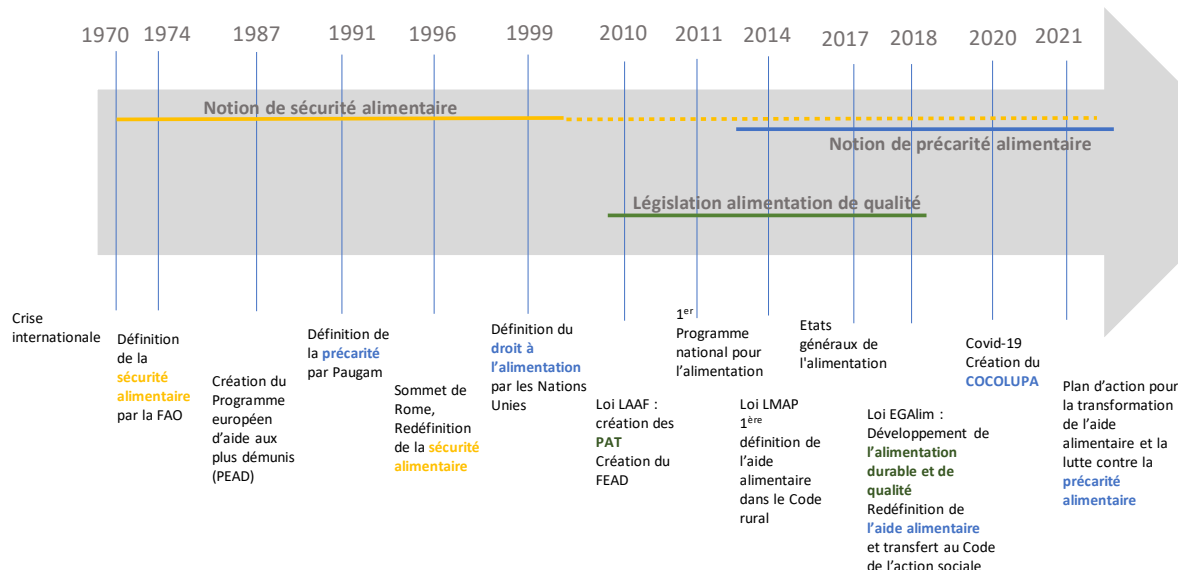 1970
1974
1987
1991
1996
1999
2010
2011
2014
2017
2018
2020
2021
Notion de sécurité alimentaire
Notion de précarité alimentaire
Législation alimentation de qualité
Crise
internationale
Définition
de la
sécurité
alimentaire
par la FAO
Création du
Programme
européen
d'aide aux
plus démunis
(PEAD)
Définition de
la précarité
par Paugam
Sommet de
Rome,
Redéfinition
de la sécurité
alimentaire
Définition du
droit à
l'alimentation
par les Nations
Unies
Loi LAAF :
création des
PAT
Création du
FEAD
1er
Programme
national pour
l'alimentation
Loi LMAP
1ère
définition de
l'aide
alimentaire
dans le Code
rural
Etats
généraux de
l'alimentation
Loi EGAlim :
Développement de
l'alimentation
durable et de
qualité
Redéfinition de
l'aide alimentaire
et transfert au Code
de l'action sociale
Covid-19
Création du
COCOLUPA
Plan d'action pour
la transformation
de l'aide
alimentaire et la
lutte contre la
précarité
alimentaire